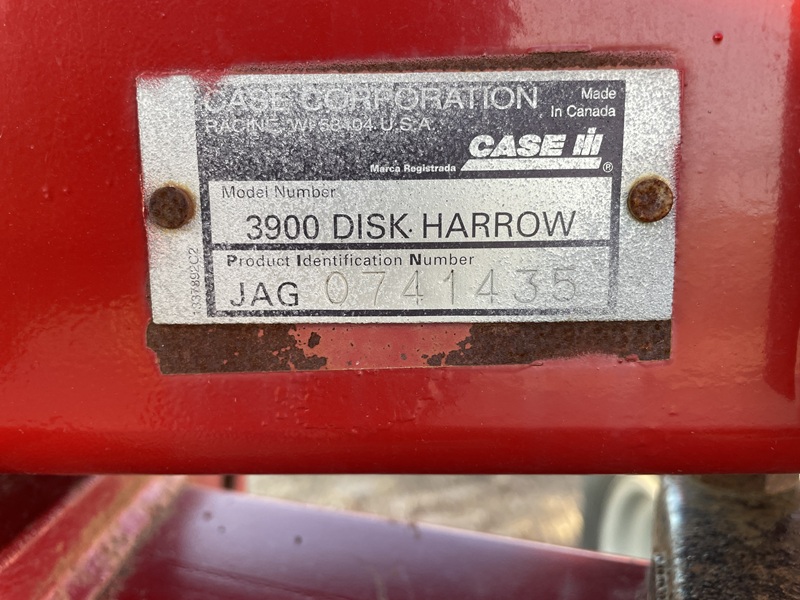 CASE CORPORATION
RACINE, WI 53404 U.S.A.
Made
In Canada
CASE IH
Marca Registrada ®
Model Number
3900 DISK HARROW
Product Identification Number
JAG 0741435